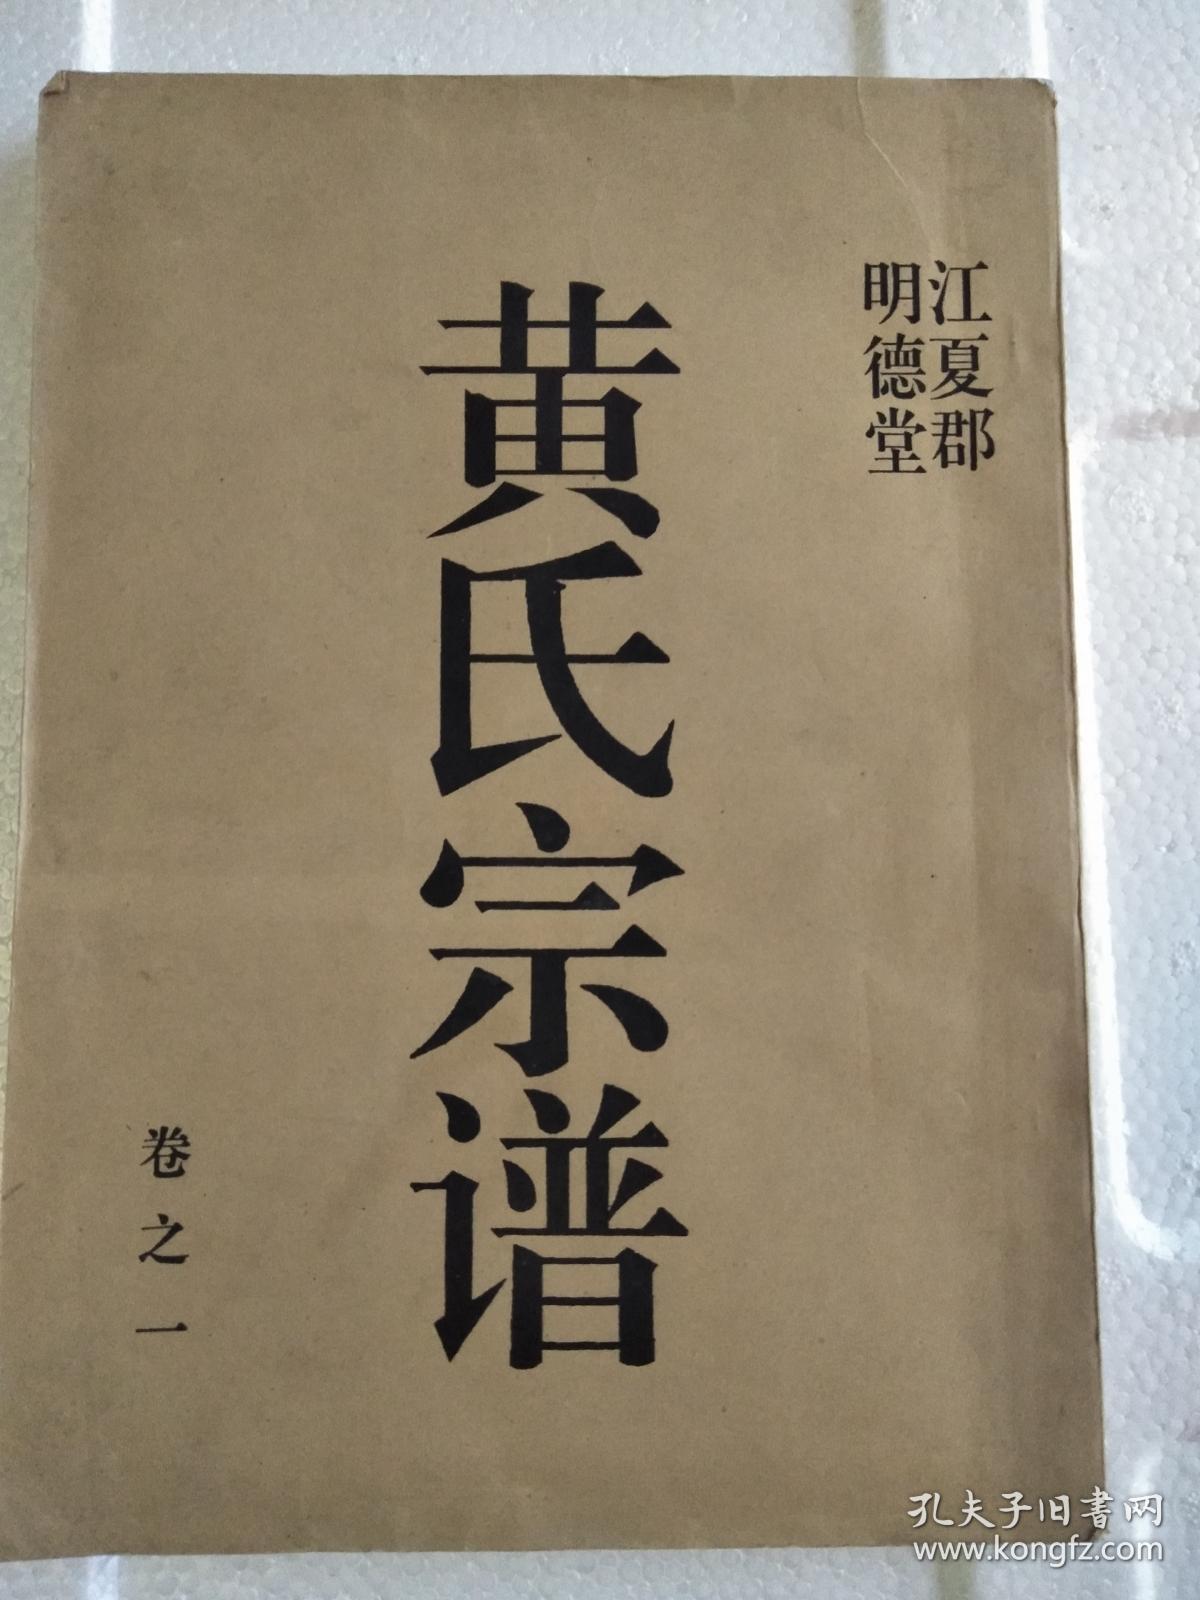 江夏郡
明德堂
黄氏宗谱
卷之一
孔夫子旧书网
www.kongfz.com